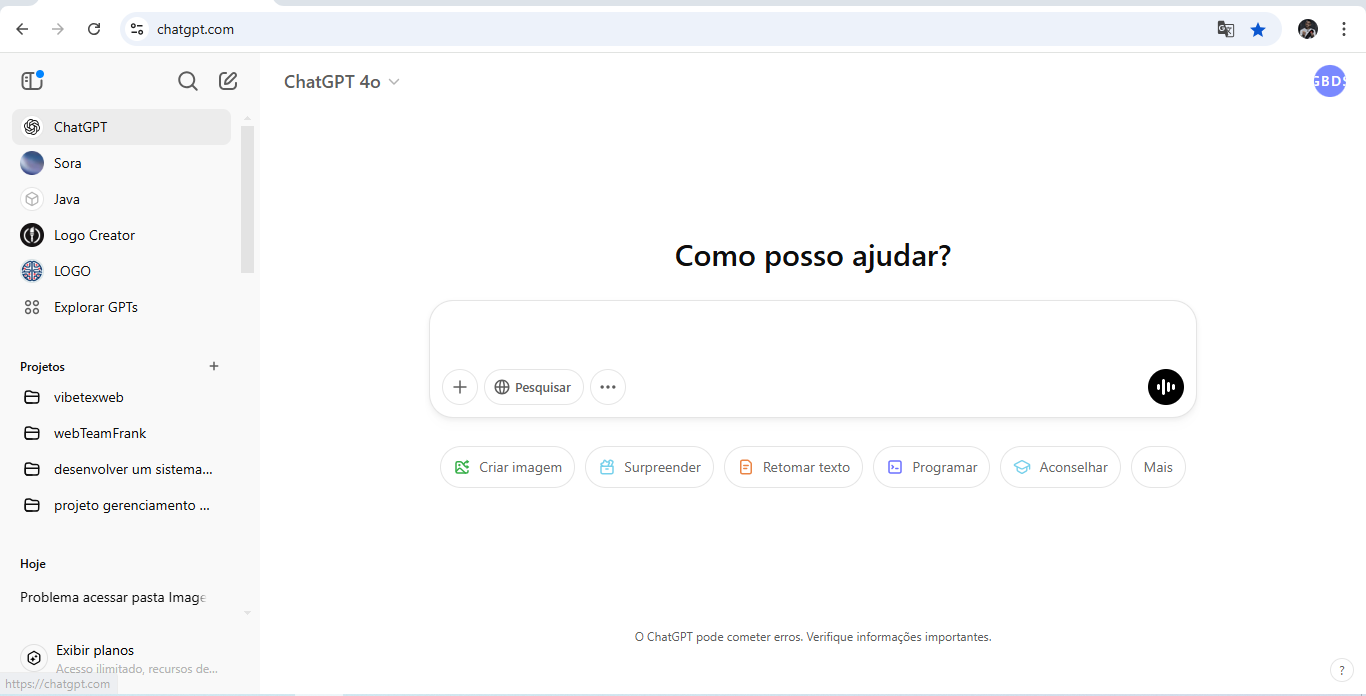 chatgpt.com
ChatGPT 4o
ChatGPT
Sora
Java
Logo Creator
LOGO
Explorar GPTs
Projetos
vibetexweb
webTeamFrank
desenvolver um sistema...
projeto gerenciamento ...
Hoje
Problema acessar pasta Image
Exibir planos
Acesso ilimitado, recursos de...
https://chatgpt.com
GBDS
Como posso ajudar?
Pesquisar
Criar imagem
Surpreender
Retomar texto
Programar
Aconselhar
Mais
O ChatGPT pode cometer erros. Verifique informações importantes.
?